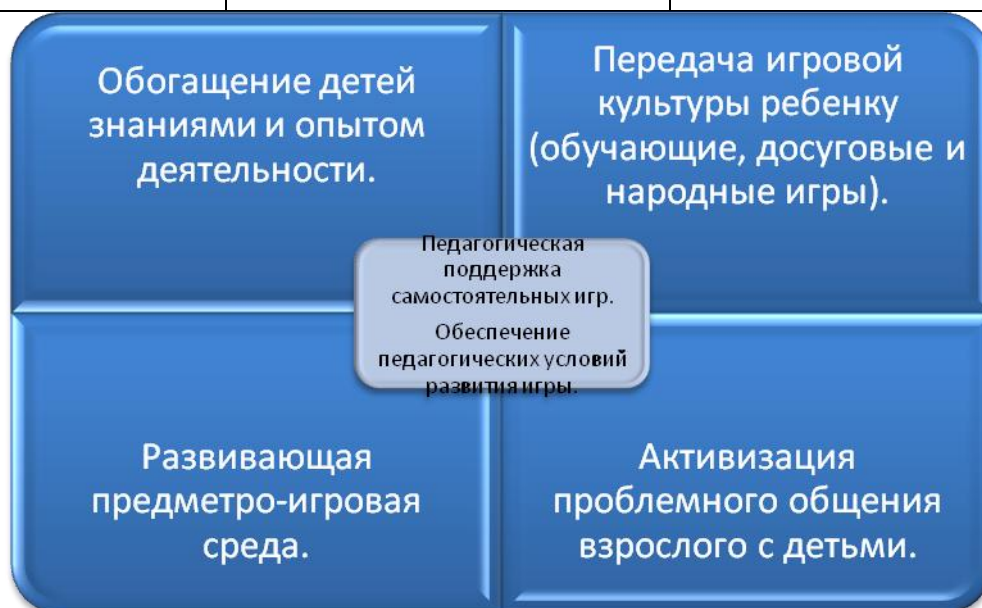 Обогащение детей
знаниями и опытом
деятельности.
Передача игровой
культуры ребенку
(обучающие, досуговые и
народные игры).
Педагогическая
поддержка
самостоятельных игр.
Обеспечение
педагогических условий
развития игры.
Развивающая
предметро-игровая
среда.
Активизация
проблемного общения
взрослого с детьми.